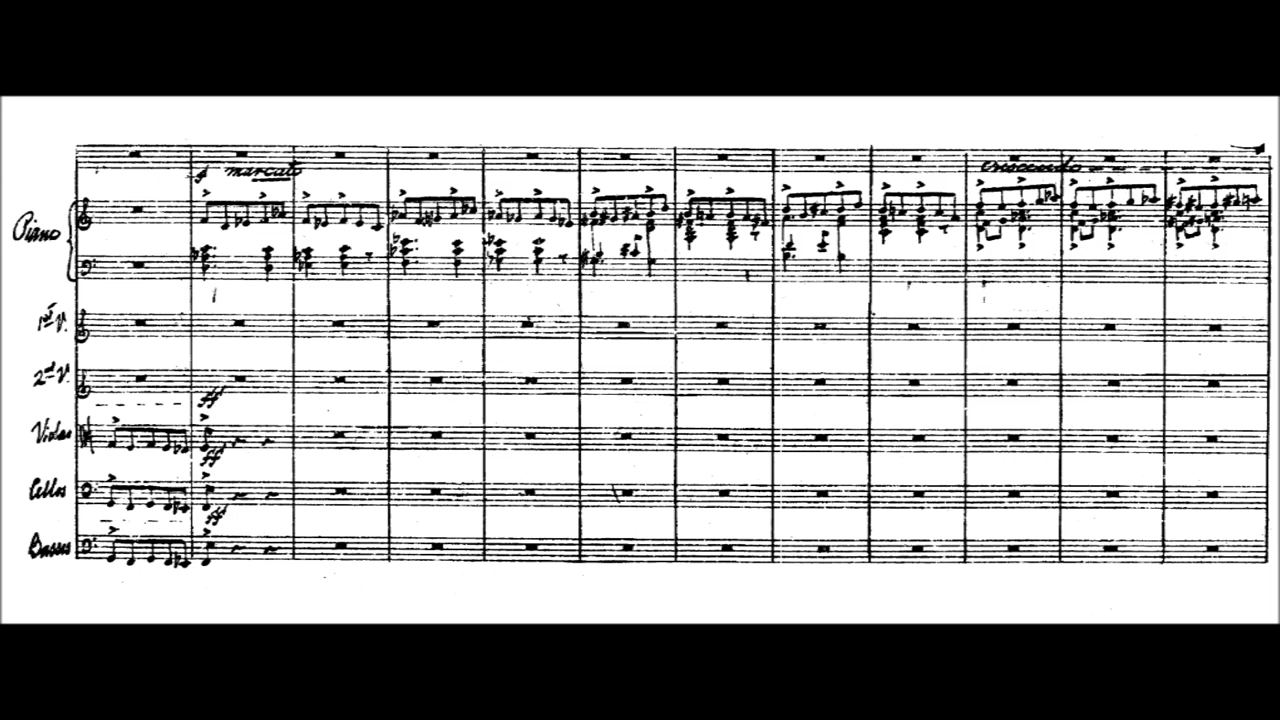 f marcato
crescendo
Piano
1st V.
2nd V.
ff
Violas
ff
Cellos
ff
Basses